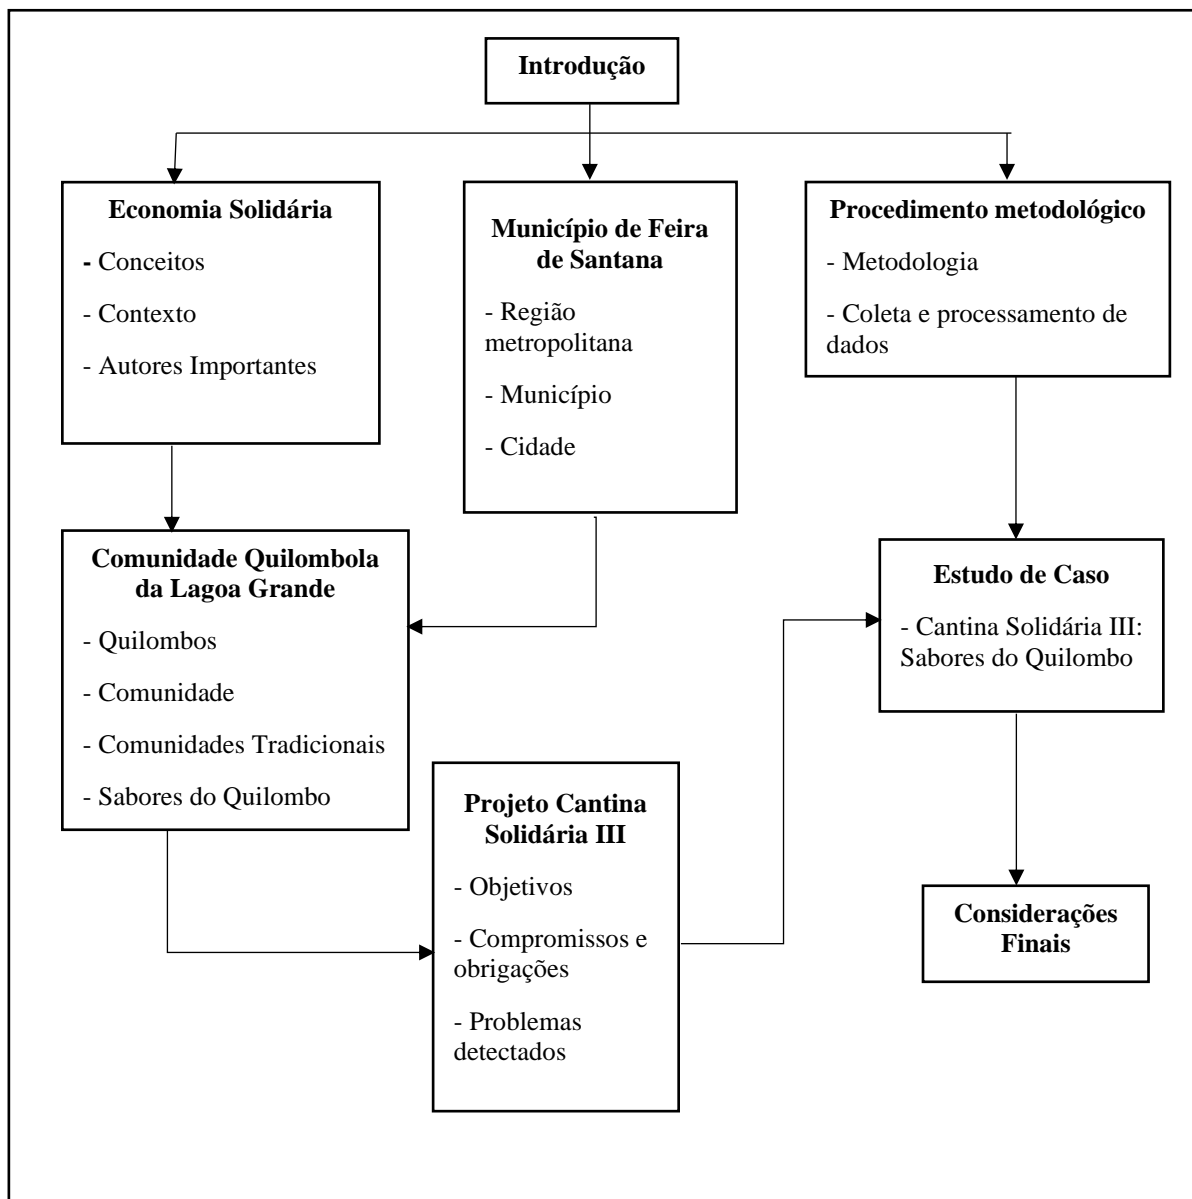 Introdução
Economia Solidária
- Conceitos
- Contexto
- Autores Importantes
Município de Feira
de Santana
- Região
metropolitana
- Município
- Cidade
Procedimento metodológico
- Metodologia
- Coleta e processamento de
dados
Comunidade Quilombola
da Lagoa Grande
- Quilombos
- Comunidade
- Comunidades Tradicionais
- Sabores do Quilombo
Estudo de Caso
- Cantina Solidária III:
Sabores do Quilombo
Projeto Cantina
Solidária III
- Objetivos
- Compromissos e
obrigações
- Problemas
detectados
Considerações
Finais